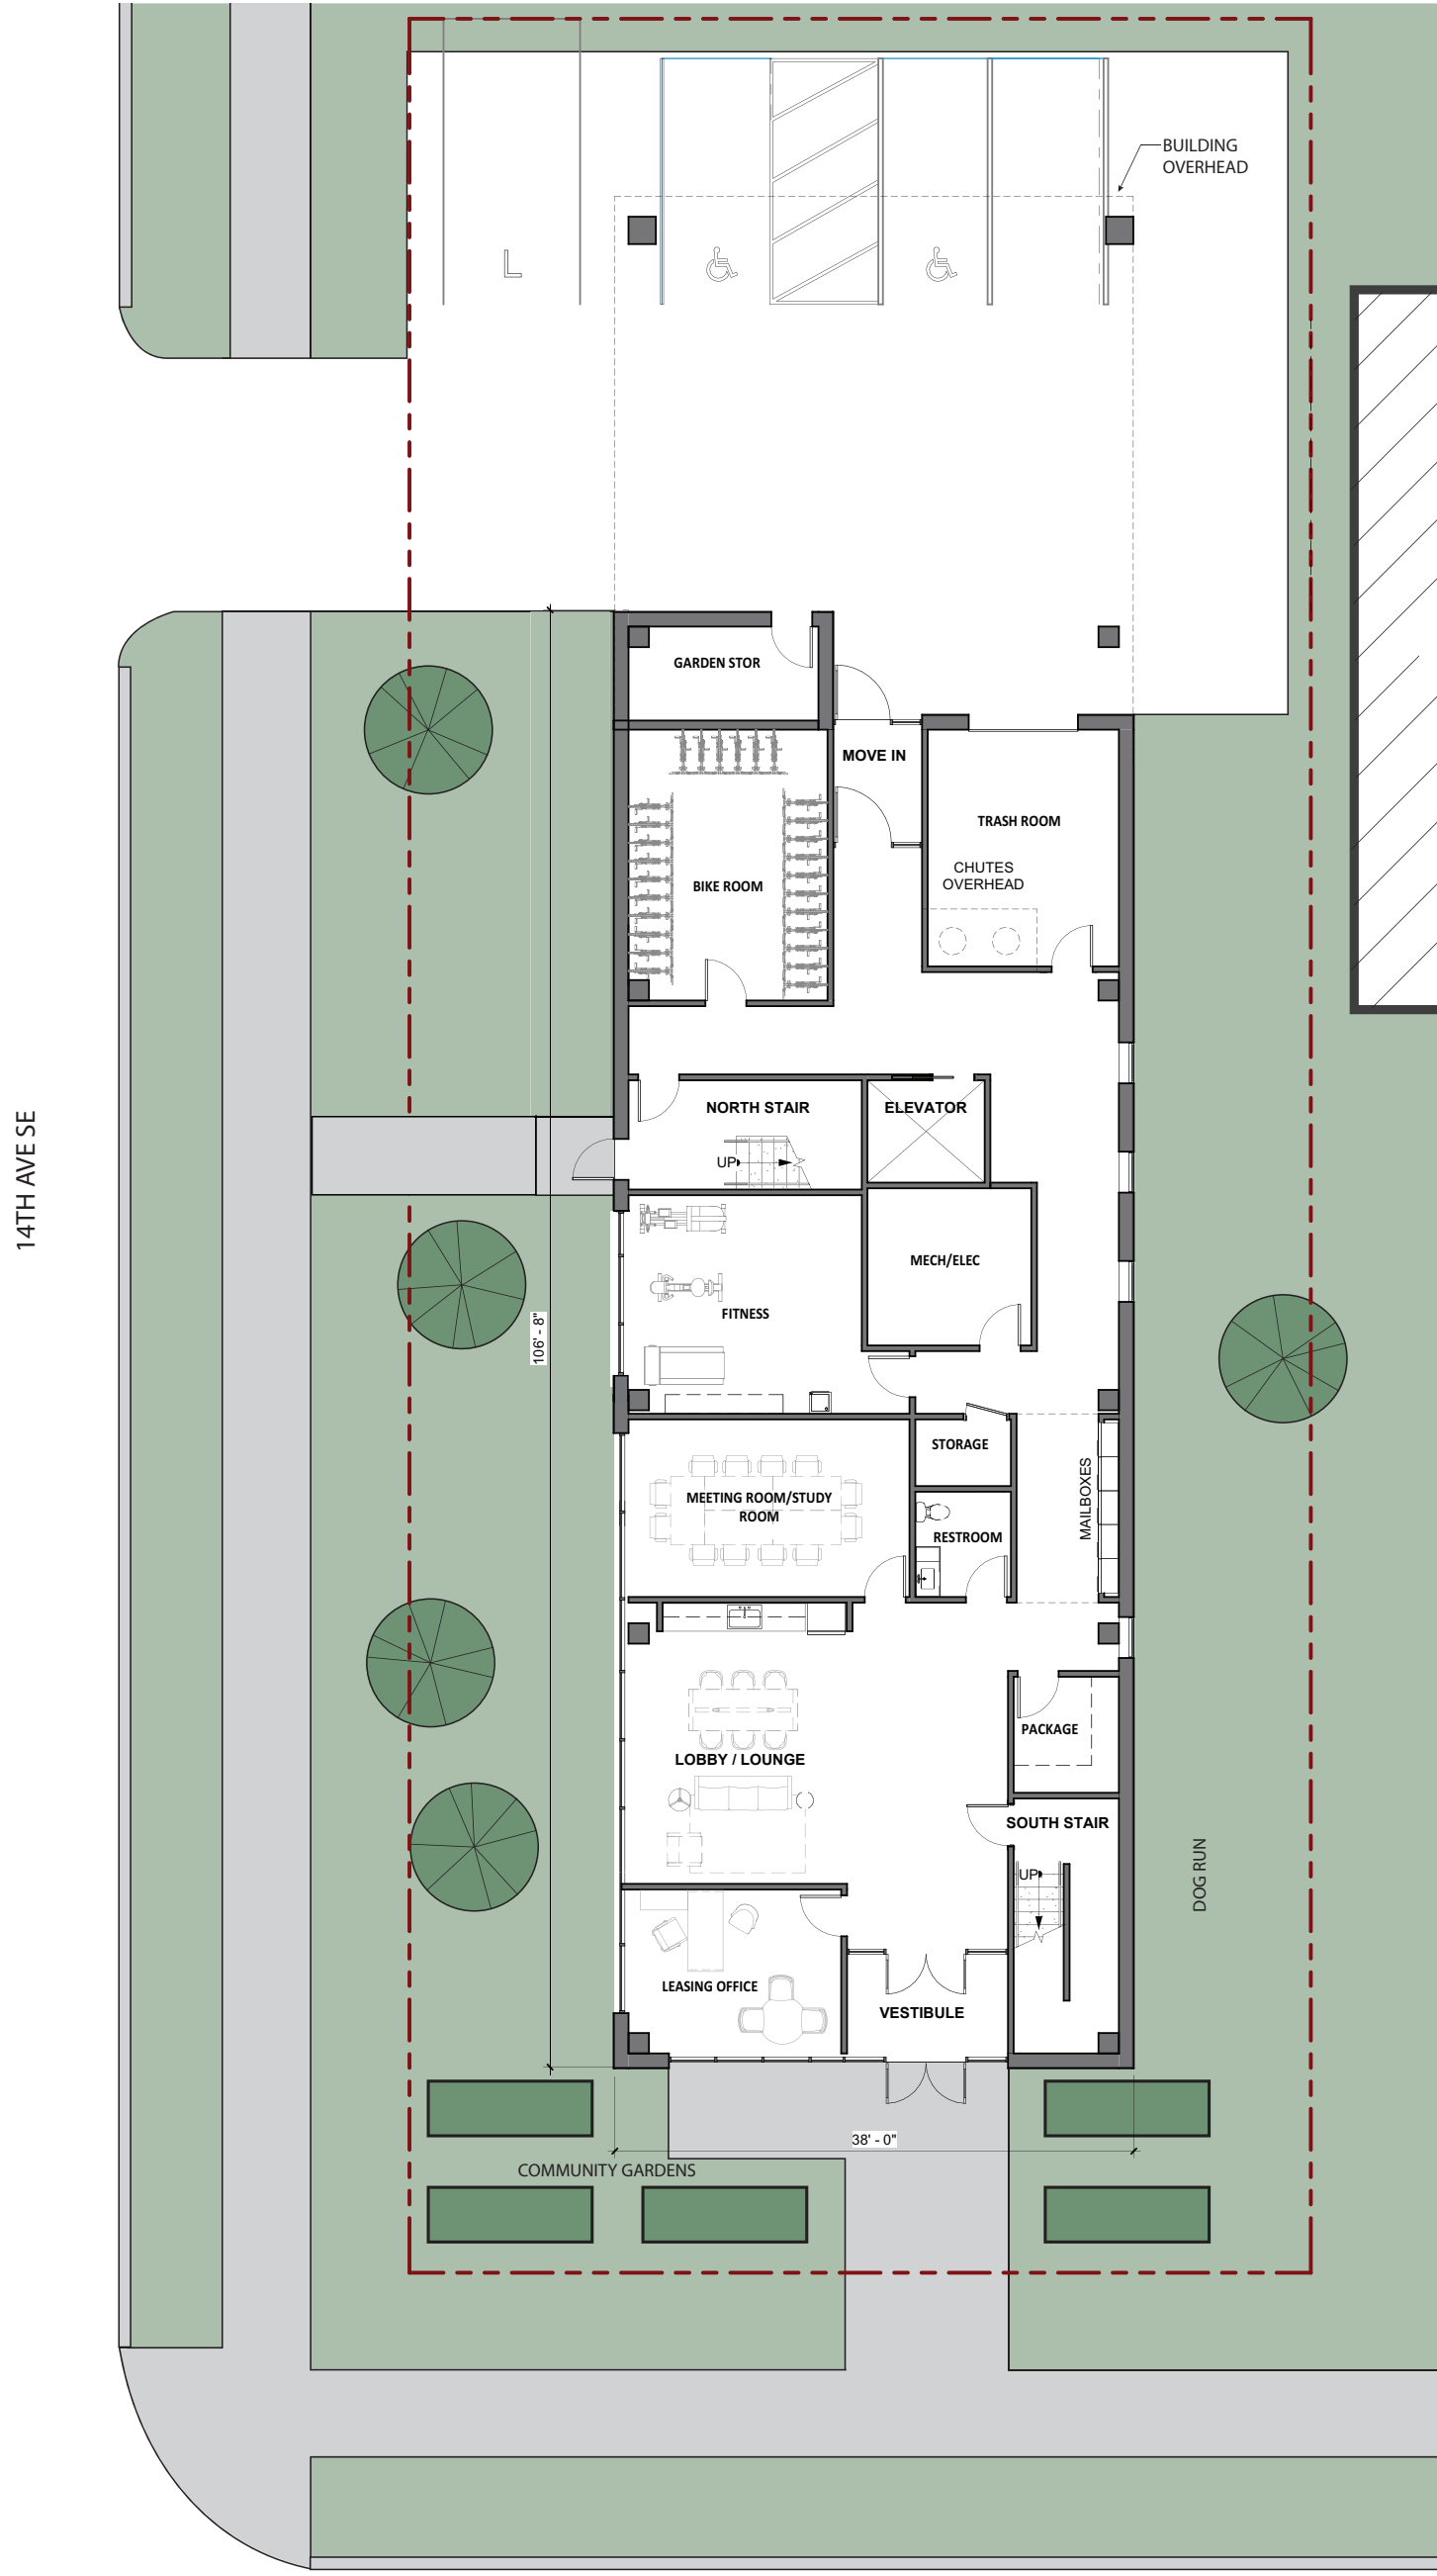 BUILDING
OVERHEAD
L
GARDEN STOR
MOVE IN
TRASH ROOM
CHUTES
OVERHEAD
BIKE ROOM
NORTH STAIR
ELEVATOR
UP
14TH AVE SE
MECH/ELEC
FITNESS
106' - 8"
STORAGE
MEETING ROOM/STUDY
ROOM
MAILBOXES
RESTROOM
PACKAGE
LOBBY / LOUNGE
SOUTH STAIR
UP
DOG RUN
LEASING OFFICE
VESTIBULE
38' - 0"
COMMUNITY GARDENS